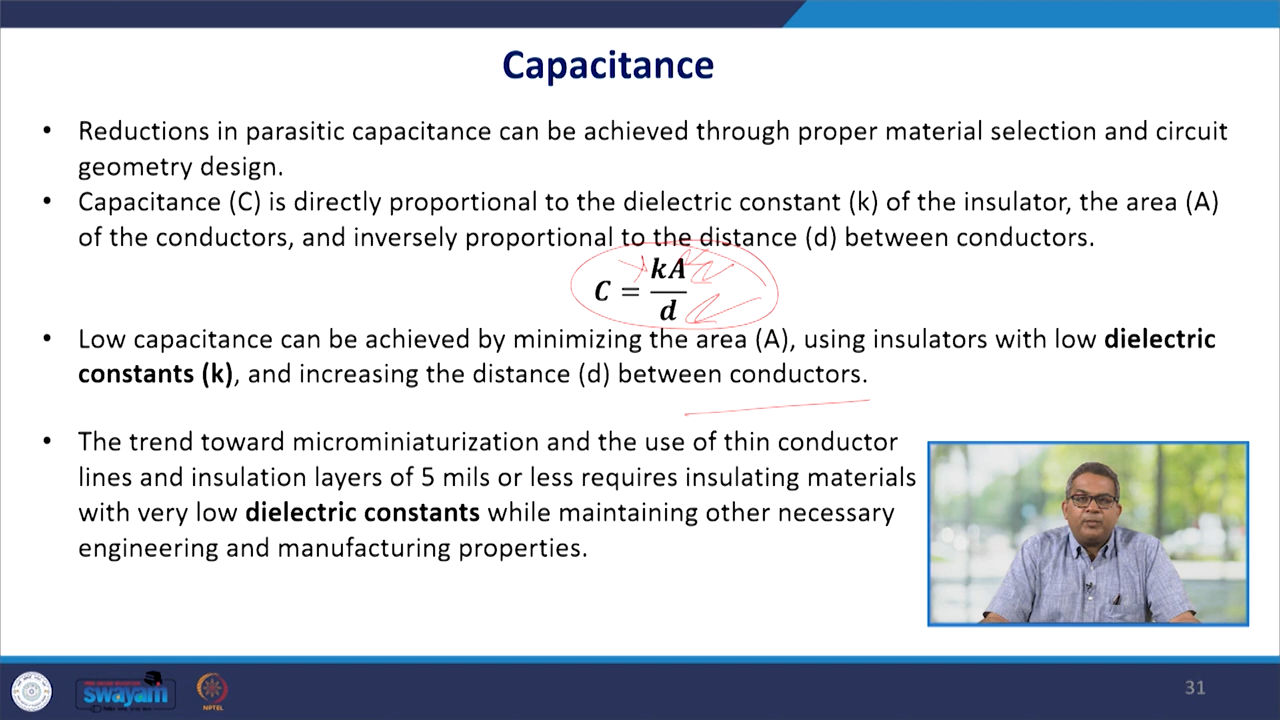 Capacitance
• Reductions in parasitic capacitance can be achieved through proper material selection and circuit
geometry design.
• Capacitance (C) is directly proportional to the dielectric constant (k) of the insulator, the area (A)
of the conductors, and inversely proportional to the distance (d) between conductors.
C = kA/d
• Low capacitance can be achieved by minimizing the area (A), using insulators with low dielectric
constants (k), and increasing the distance (d) between conductors.
• The trend toward microminiaturization and the use of thin conductor
lines and insulation layers of 5 mils or less requires insulating materials
with very low dielectric constants while maintaining other necessary
engineering and manufacturing properties.
swayam
NPTEL
31